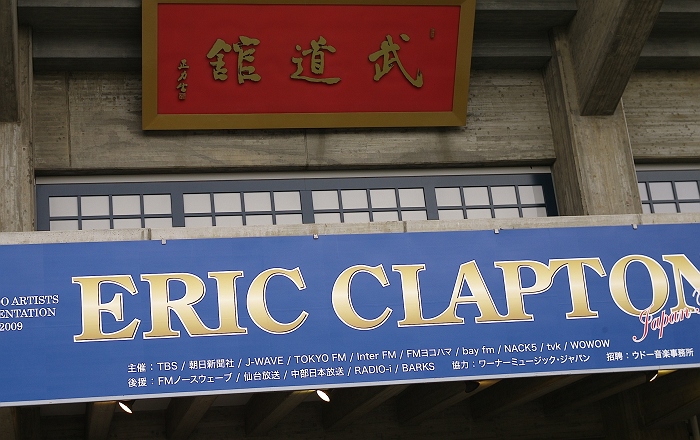 武道館
正力書
O ARTISTS
ENTATION
2009
ERIC CLAPTON
Japan
主催：TBS / 朝日新聞社 / J-WAVE / TOKYO FM / Inter FM / FMヨコハマ / bay fm / NACK5 / tvk / WOWOW
後援：FMノースウェーブ / 仙台放送 / 中部日本放送 / RADIO-i / BARKS 協力：ワーナーミュージック・ジャパン 招聘：ウドー音楽事務所